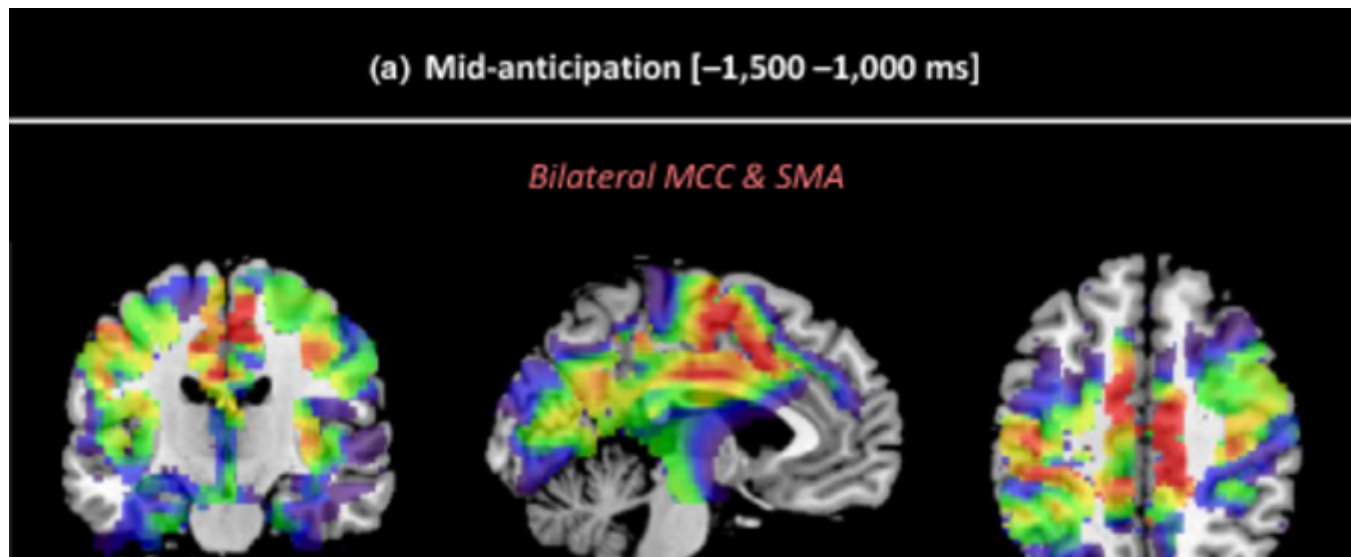 (a) Mid-anticipation [–1,500 –1,000 ms]
Bilateral MCC & SMA